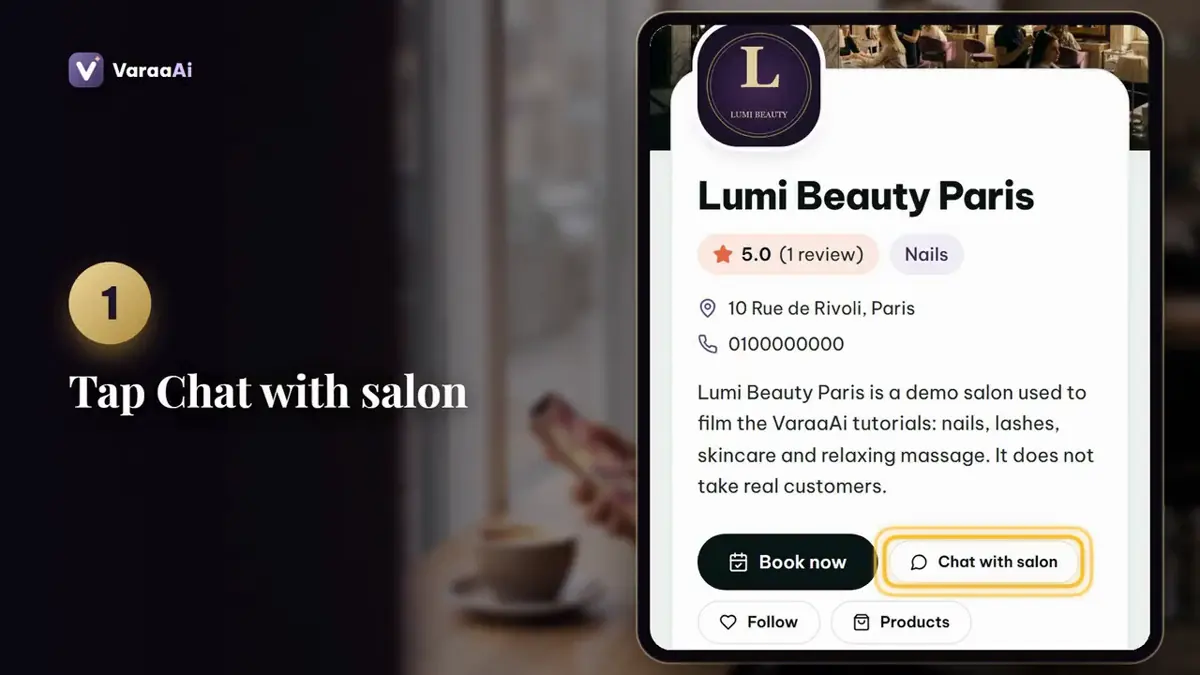 VaraaAi
1
Tap Chat with salon
L
LUMI BEAUTY
Lumi Beauty Paris
5.0 (1 review)
Nails
10 Rue de Rivoli, Paris
0100000000
Lumi Beauty Paris is a demo salon used to
film the VaraaAi tutorials: nails, lashes,
skincare and relaxing massage. It does not
take real customers.
Book now
Chat with salon
Follow
Products